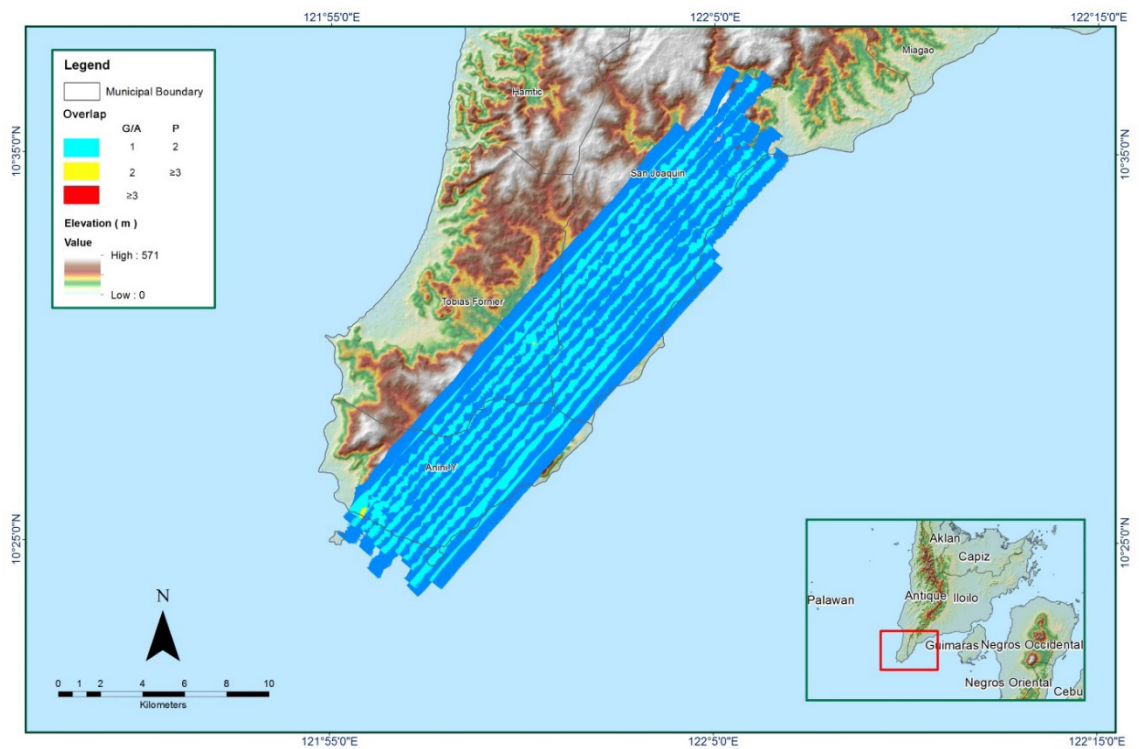 121°55'0"E 122°5'0"E 122°15'0"E
Legend
Municipal Boundary
Overlap
G/A P
1 2
2 ≥3
≥3
Elevation ( m )
Value
High : 571
Low : 0
Miagao
Hamtic
10°35'0"N 10°35'0"N
San Joaquin
Tobias Fornier
Anini-Y
10°25'0"N 10°25'0"N
N
0 1 2 4 6 8 10
Kilometers
Aklan
Capiz
Antique Iloilo
Palawan
Guimaras Negros Occidental
Negros Oriental
Cebu
121°55'0"E 122°5'0"E 122°15'0"E